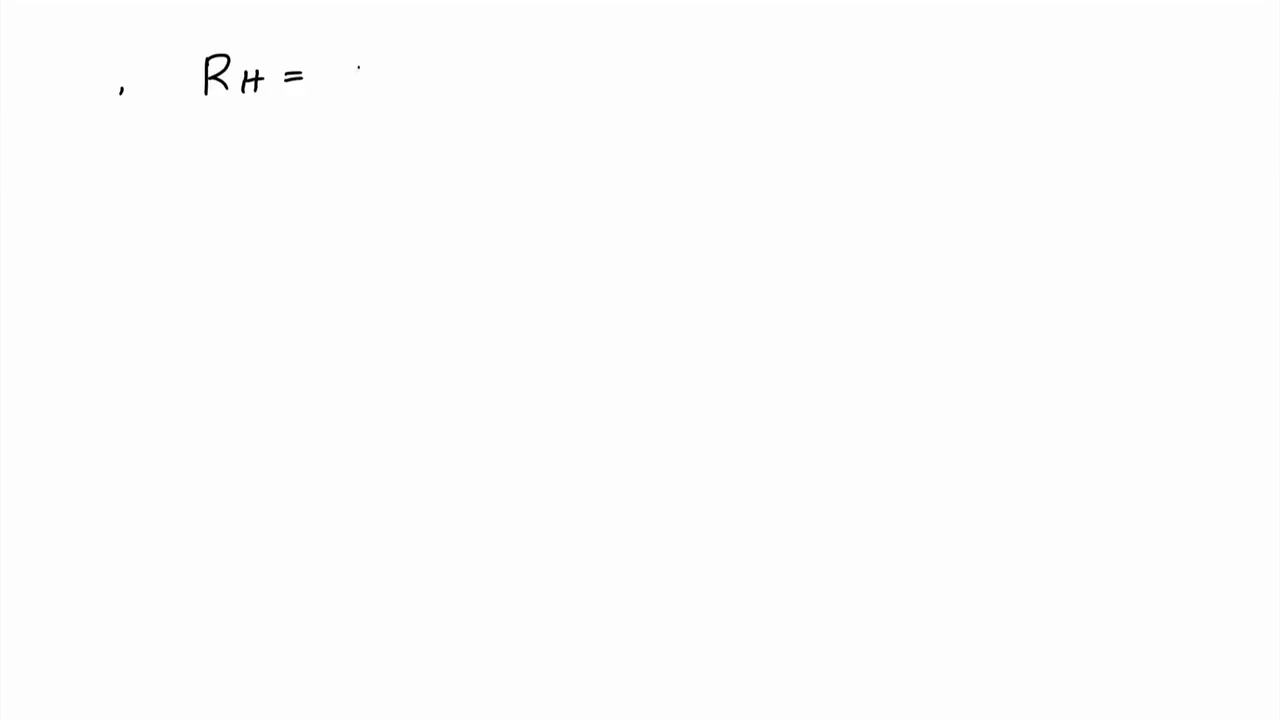 , RH =